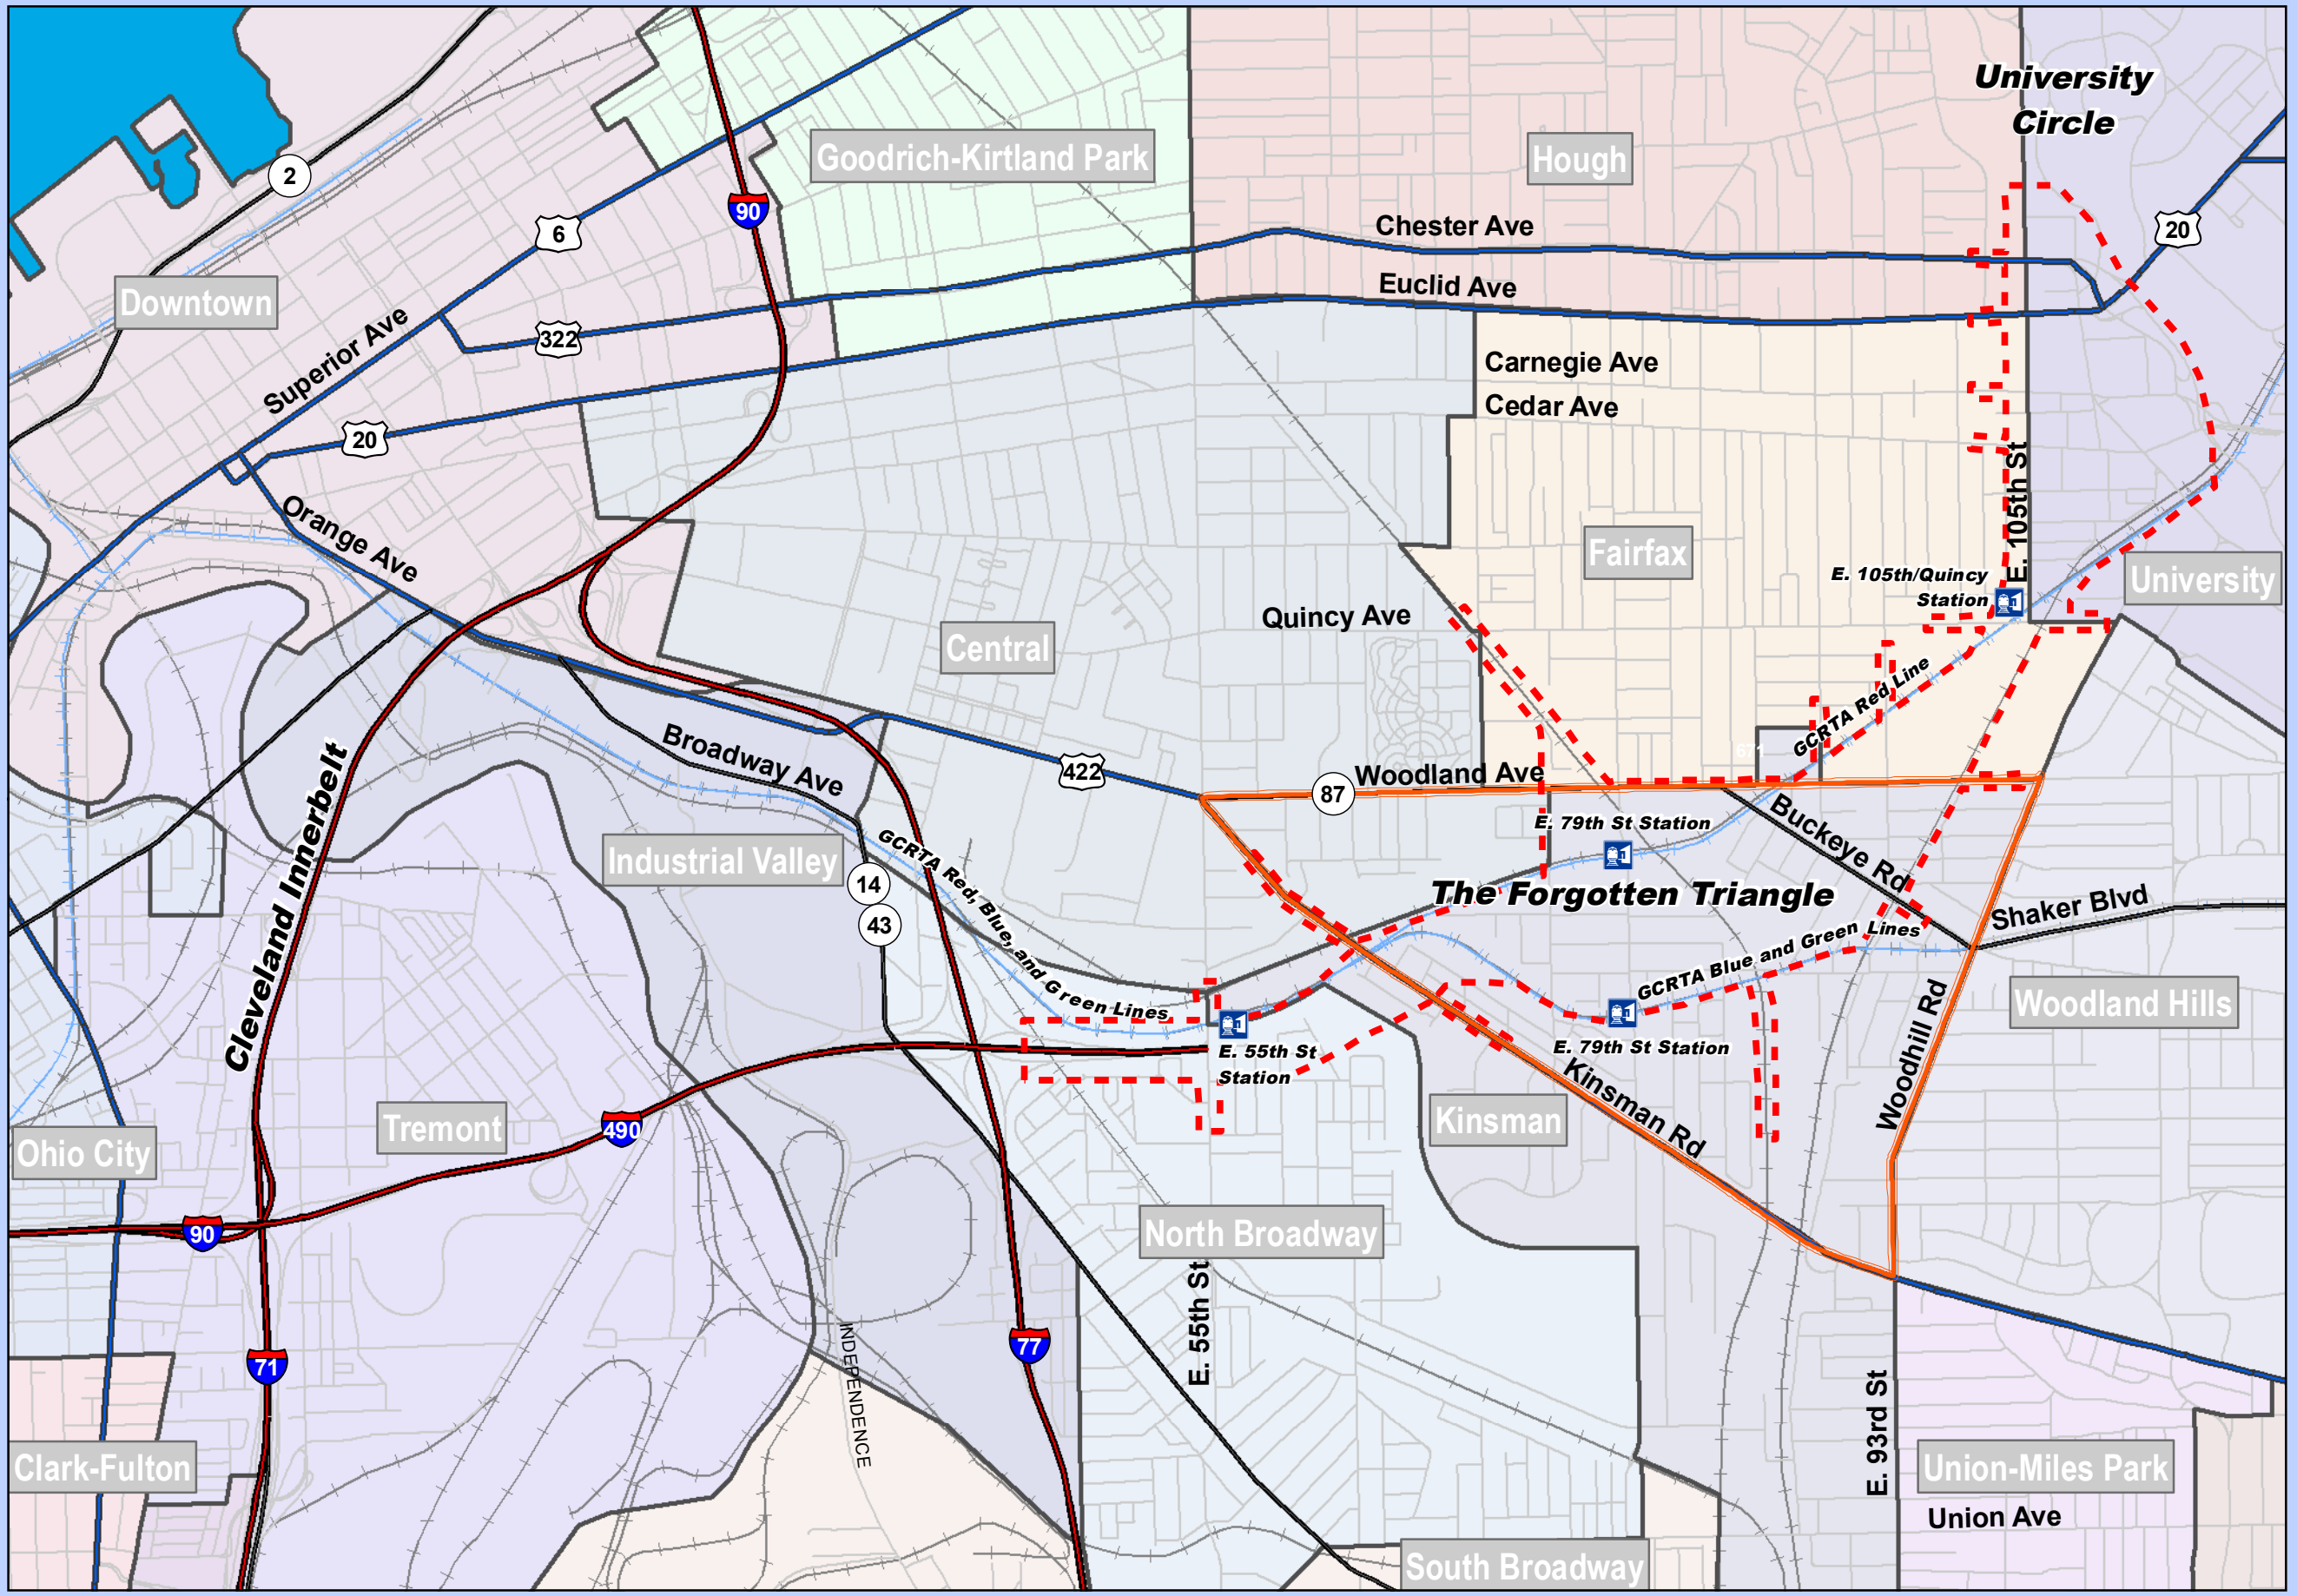 University
Circle
Goodrich-Kirtland Park
Hough
2
90
6
20
Chester Ave
Euclid Ave
Downtown
322
Superior Ave
Carnegie Ave
Cedar Ave
20
E. 105th St
Orange Ave
Fairfax
E. 105th/Quincy
Station
University
Quincy Ave
Central
GCRTA Red Line
671
Broadway Ave
422
Woodland Ave
87
Cleveland Innerbelt
Buckeye Rd
E. 79th St Station
Industrial Valley
GCRTA Red, Blue, and Green Lines
14
43
The Forgotten Triangle
Shaker Blvd
GCRTA Blue and Green Lines
Woodland Hills
E. 55th St
Station
E. 79th St Station
Woodhill Rd
Kinsman Rd
Kinsman
Tremont
490
Ohio City
90
North Broadway
E. 55th St
INDEPENDENCE
77
71
E. 93rd St
Clark-Fulton
Union-Miles Park
Union Ave
South Broadway